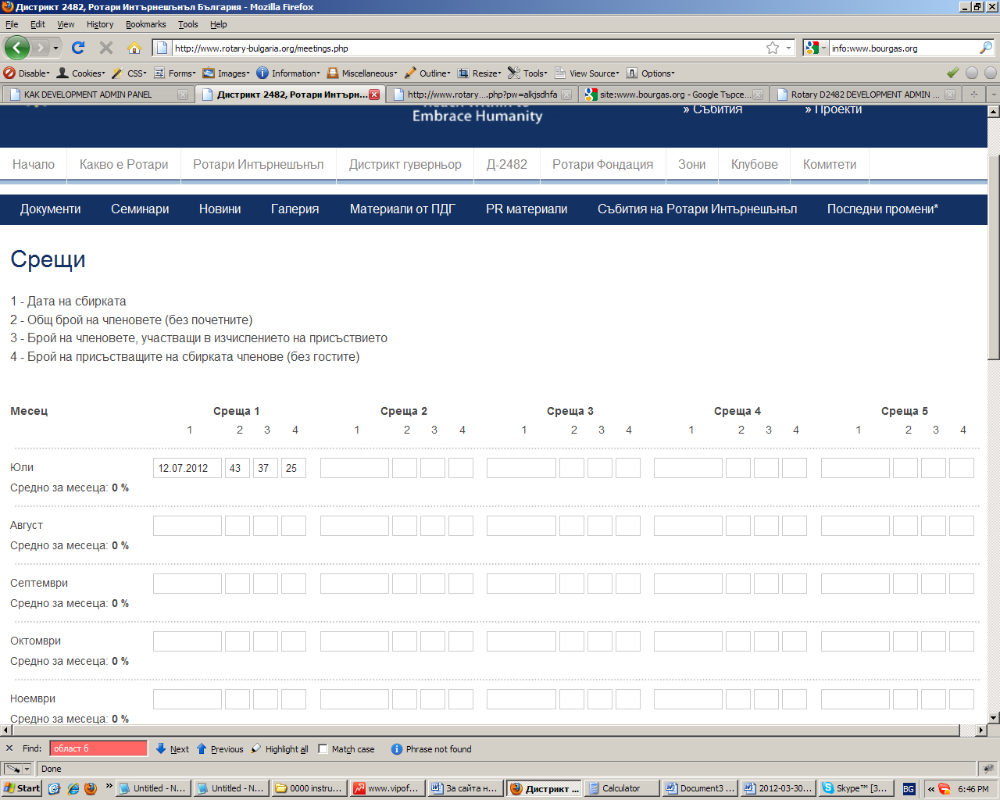 Дистрикт 2482, Ротари Интърнешънъл България - Mozilla Firefox
File Edit View History Bookmarks Tools Help
http://www.rotary-bulgaria.org/meetings.php info:www.bourgas.org
Disable Cookies CSS Forms Images Information Miscellaneous Outline Resize Tools View Source Options
KAK DEVELOPMENT ADMIN PANEL Дистрикт 2482, Ротари Интърн... http://www.rotary-....php?pw=alkjsdhfa site:www.bourgas.org - Google Търсе... Rotary D2482 DEVELOPMENT ADMIN ...
Reach Within to
Embrace Humanity
» Събития » Проекти
Начало Какво е Ротари Ротари Интърнешънъл Дистрикт гуверньор Д-2482 Ротари Фондация Зони Клубове Комитети
Документи Семинари Новини Галерия Материали от ПДГ PR материали Събития на Ротари Интърнешънъл Последни промени*
Срещи
1 - Дата на сбирката
2 - Общ брой на членовете (без почетните)
3 - Брой на членовете, участващи в изчислението на присъствието
4 - Брой на присъстващите на сбирката членове (без гостите)
Месец Среща 1 Среща 2 Среща 3 Среща 4 Среща 5
1 2 3 4 1 2 3 4 1 2 3 4 1 2 3 4 1 2 3 4
Юли 12.07.2012 43 37 25
Средно за месеца: 0 %
Август
Средно за месеца: 0 %
Септември
Средно за месеца: 0 %
Октомври
Средно за месеца: 0 %
Ноември
Средно за месеца: 0 %
Find: област б Next Previous Highlight all Match case Phrase not found
Done
Start Untitled - N... Untitled - N... 0000 instru... www.vipof... За сайта н... Дистрикт ... Calculator Document3 ... 2012-03-30... Skype™ [3... BG 6:46 PM